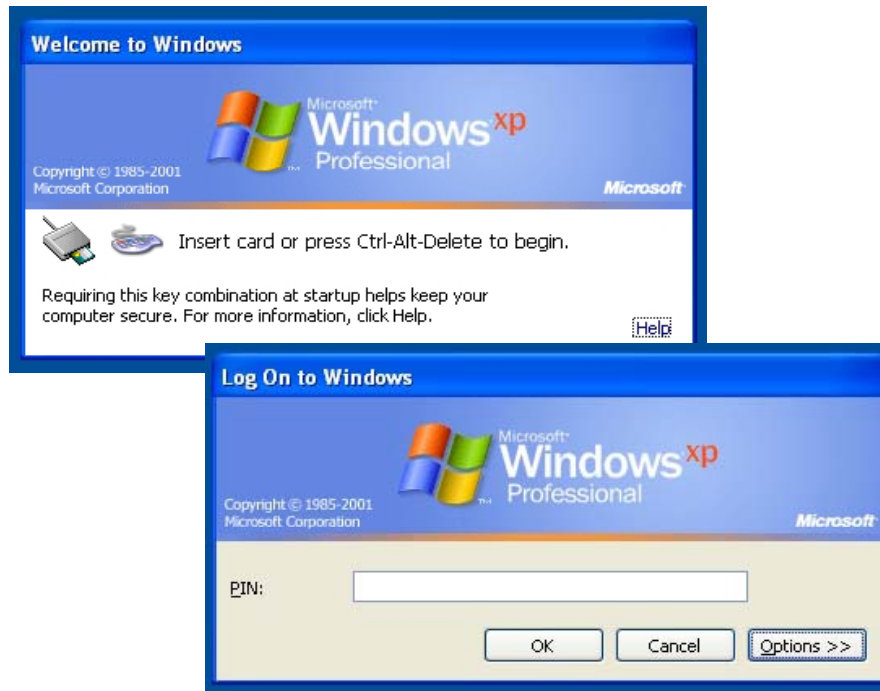 Welcome to Windows
Microsoft
Windows xp
Professional
Copyright © 1985-2001
Microsoft Corporation
Microsoft
Insert card or press Ctrl-Alt-Delete to begin.
Requiring this key combination at startup helps keep your
computer secure. For more information, click Help.
Help
Log On to Windows
Microsoft
Windows xp
Professional
Copyright © 1985-2001
Microsoft Corporation
Microsoft
PIN:
OK Cancel Options >>